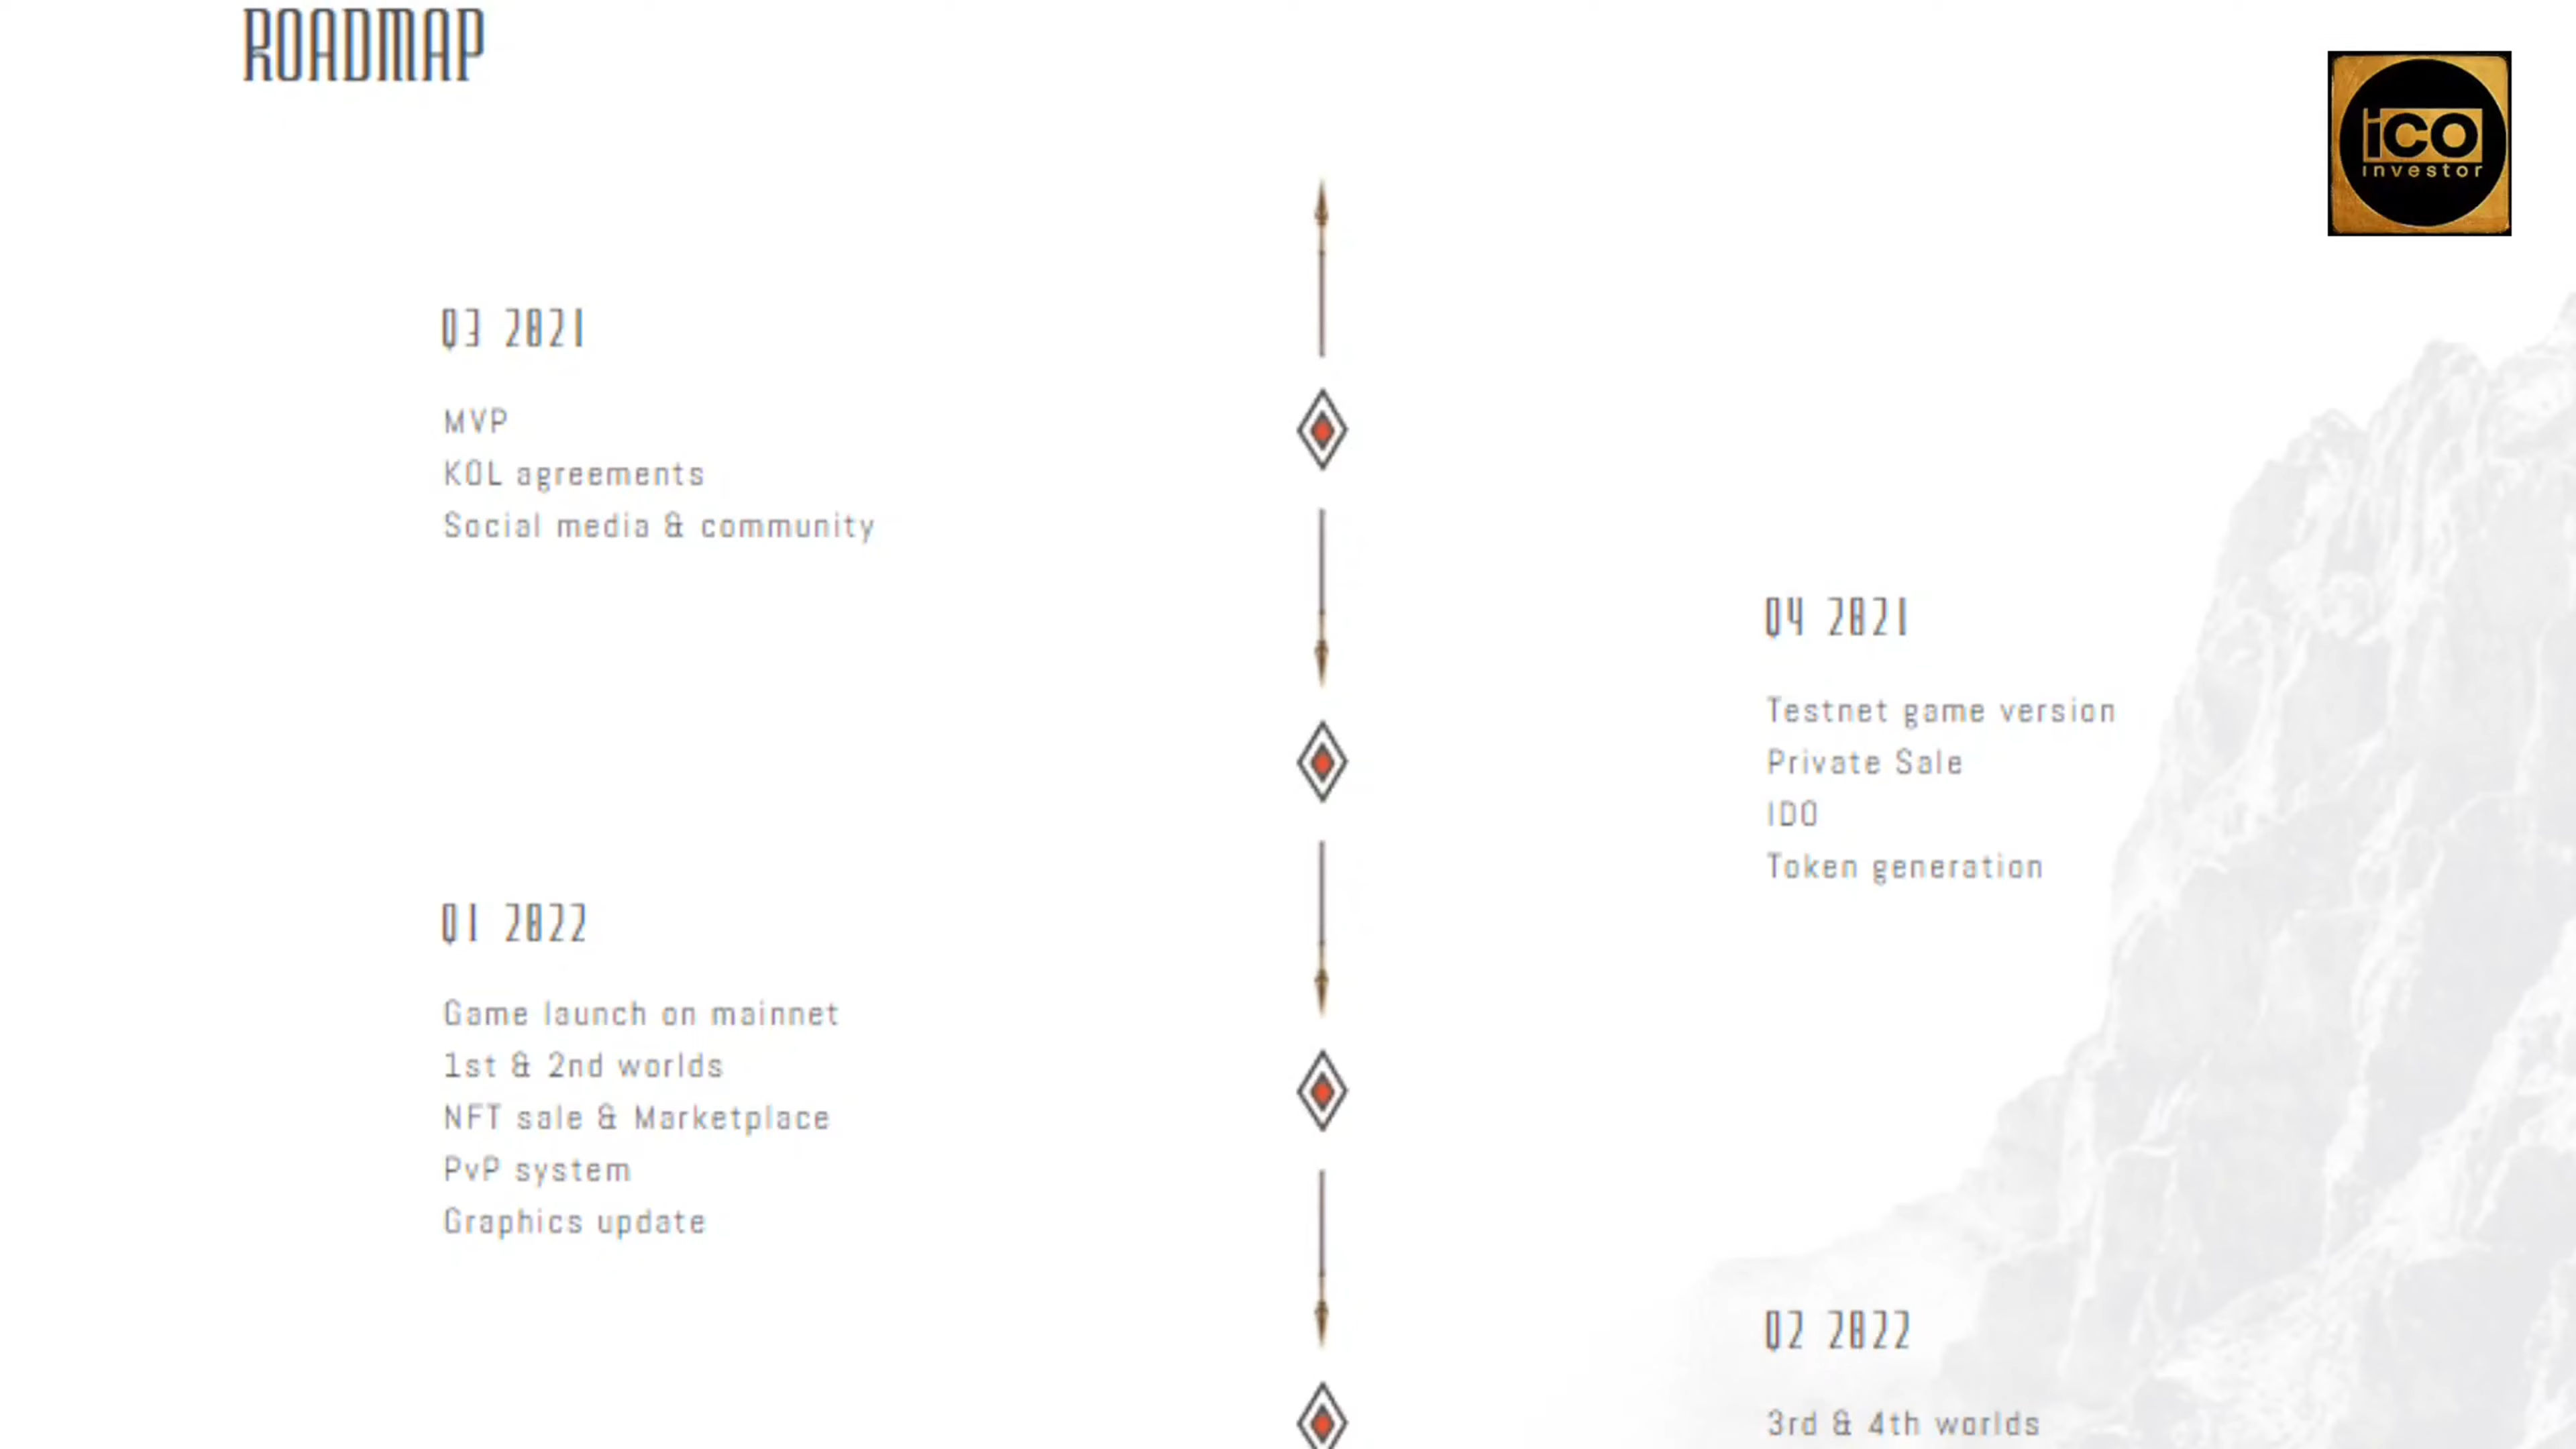 ROADMAP
iCO
investor
Q3 2021
MVP
KOL agreements
Social media & community
Q4 2021
Testnet game version
Private Sale
IDO
Token generation
Q1 2022
Game launch on mainnet
1st & 2nd worlds
NFT sale & Marketplace
PvP system
Graphics update
Q2 2022
3rd & 4th worlds